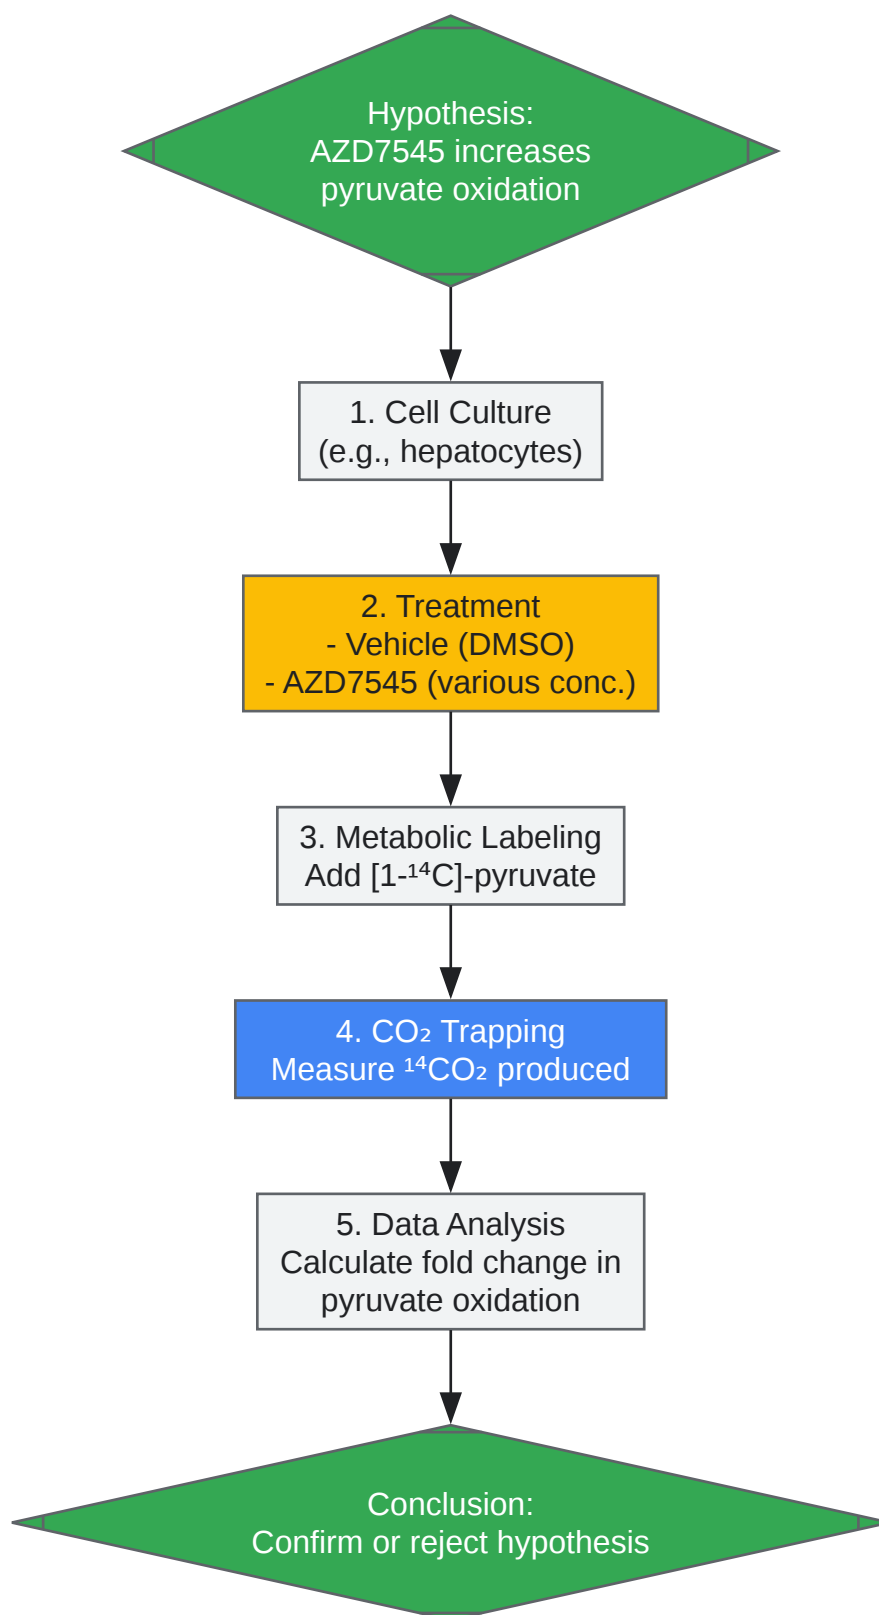 Hypothesis:
AZD7545 increases
pyruvate oxidation
1. Cell Culture
(e.g., hepatocytes)
2. Treatment
- Vehicle (DMSO)
- AZD7545 (various conc.)
3. Metabolic Labeling
Add [1-¹⁴C]-pyruvate
4. CO₂ Trapping
Measure ¹⁴CO₂ produced
5. Data Analysis
Calculate fold change in
pyruvate oxidation
Conclusion:
Confirm or reject hypothesis